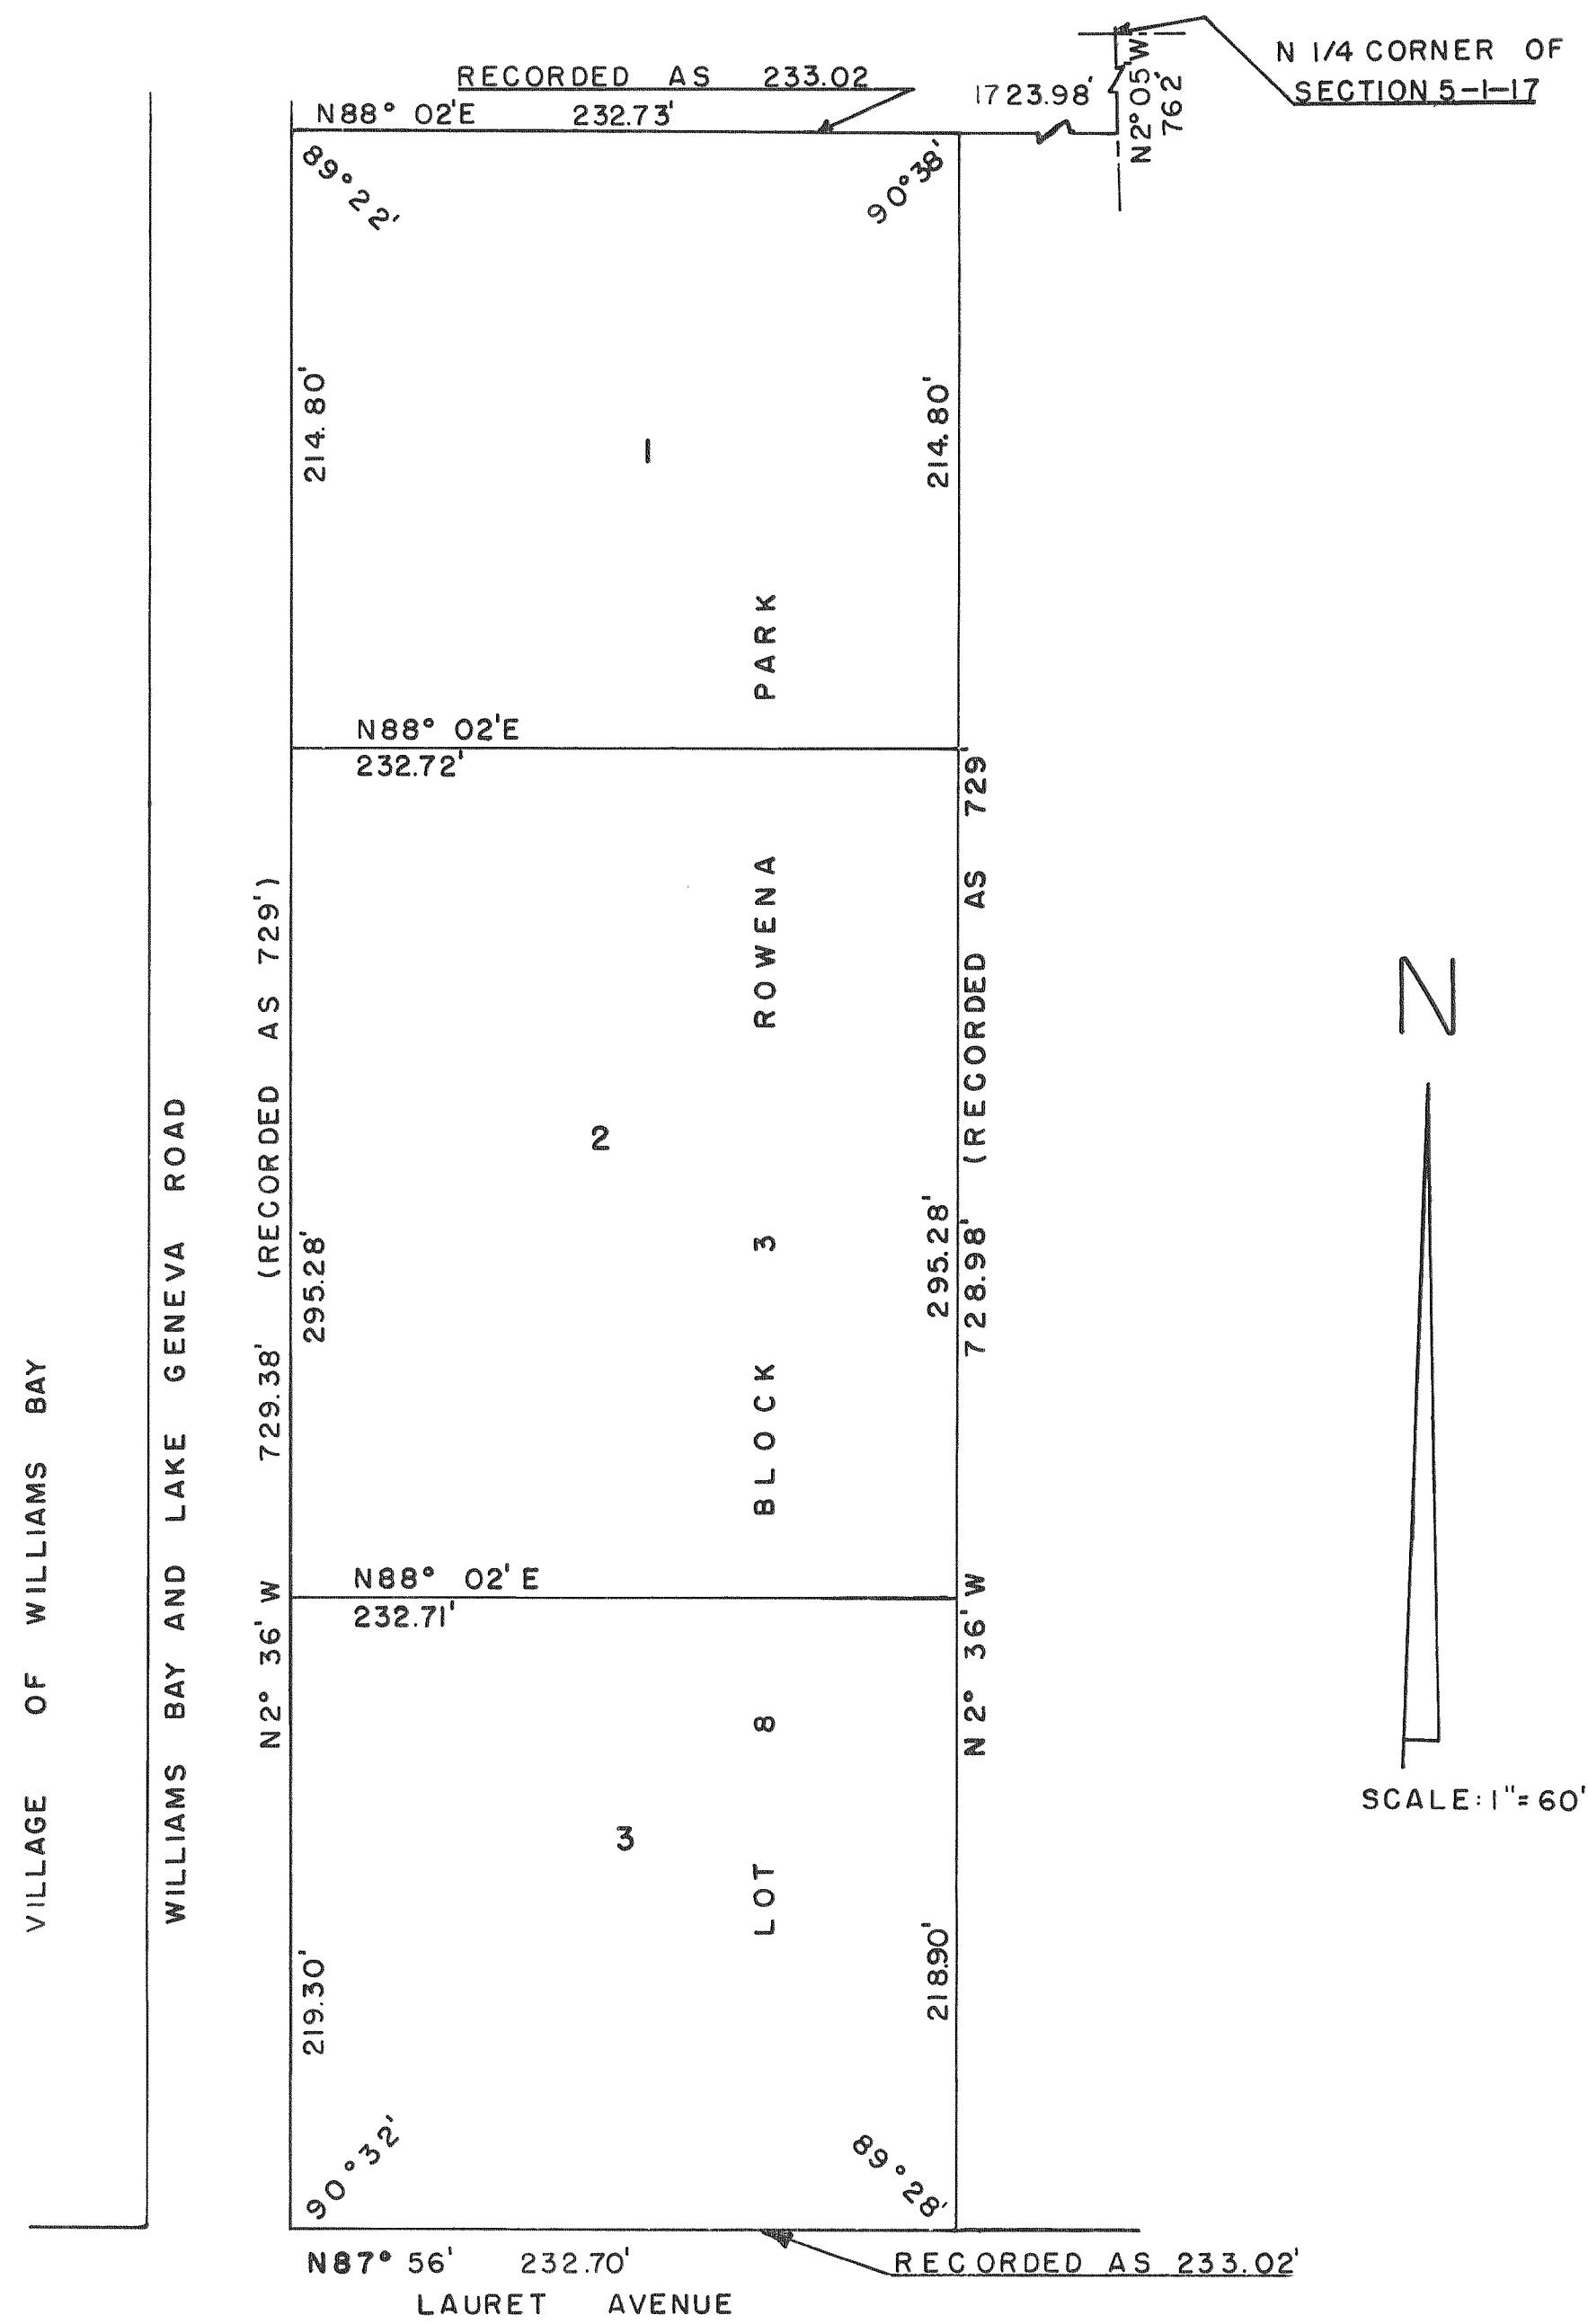 N 1/4 CORNER OF
SECTION 5-1-17
RECORDED AS 233.02
N88° 02'E 232.73'
1723.98'
N2° 05' W
762'
89°22'
90°38'
214.80'
214.80'
1
N88° 02'E
232.72'
LOT 8 BLOCK 3 ROWENA PARK
VILLAGE OF WILLIAMS BAY
WILLIAMS BAY AND LAKE GENEVA ROAD
N2° 36' W 729.38' (RECORDED AS 729')
295.28'
2
295.28'
N2° 36' W 728.98' (RECORDED AS 729'
N
SCALE: 1"= 60'
N88° 02' E
232.71'
3
219.30'
218.90'
90°32'
89°28'
N87° 56' 232.70'
RECORDED AS 233.02'
LAURET AVENUE